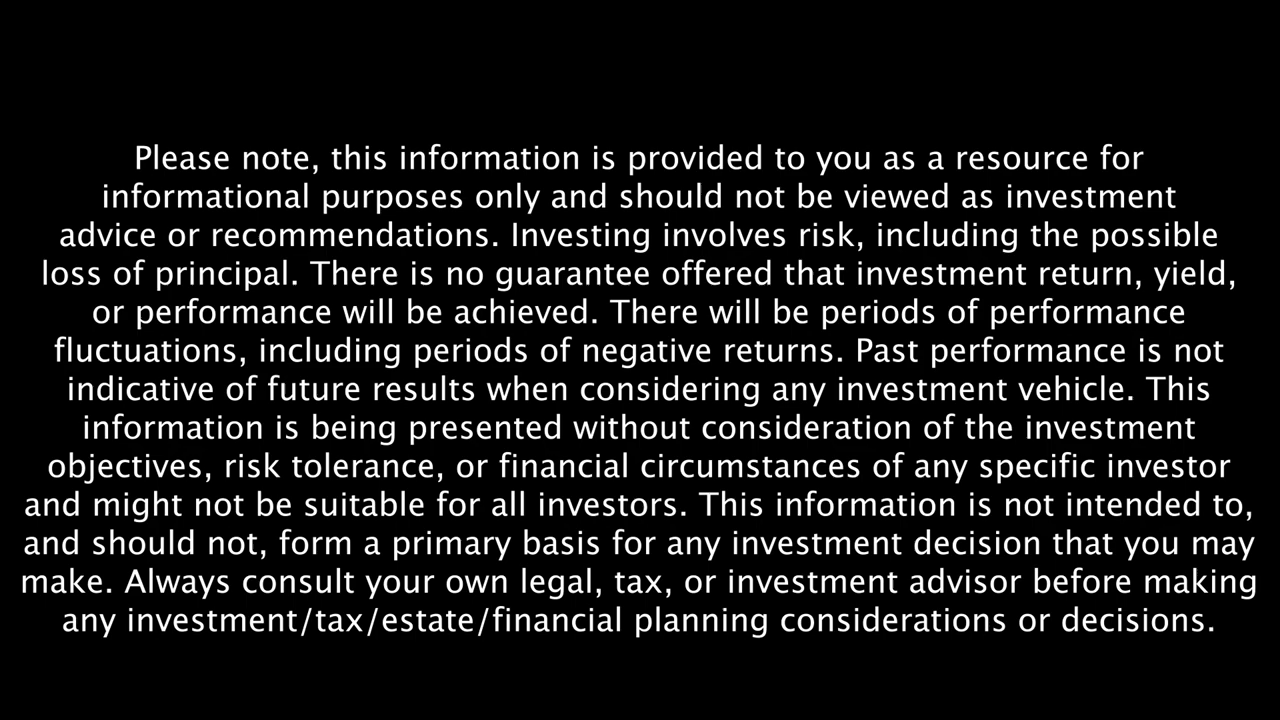 Please note, this information is provided to you as a resource for
informational purposes only and should not be viewed as investment
advice or recommendations. Investing involves risk, including the possible
loss of principal. There is no guarantee offered that investment return, yield,
or performance will be achieved. There will be periods of performance
fluctuations, including periods of negative returns. Past performance is not
indicative of future results when considering any investment vehicle. This
information is being presented without consideration of the investment
objectives, risk tolerance, or financial circumstances of any specific investor
and might not be suitable for all investors. This information is not intended to,
and should not, form a primary basis for any investment decision that you may
make. Always consult your own legal, tax, or investment advisor before making
any investment/tax/estate/financial planning considerations or decisions.